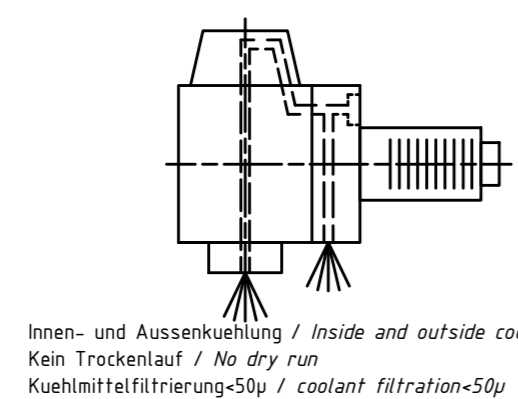 Innen- und Aussenkuehlung / Inside and outside
Kein Trockenlauf / No dry run
Kuehlmittelfiltrierung<50µ / coolant filtration<50µ